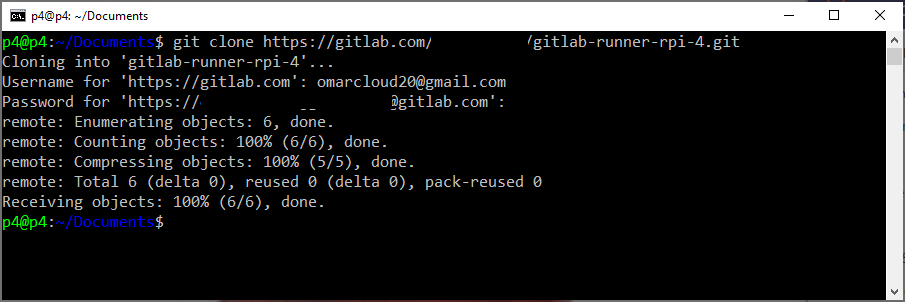 p4@p4: ~/Documents
p4@p4:~/Documents$ git clone https://gitlab.com/ /gitlab-runner-rpi-4.git
Cloning into 'gitlab-runner-rpi-4'...
Username for 'https://gitlab.com': omarcloud20@gmail.com
Password for 'https:// @gitlab.com':
remote: Enumerating objects: 6, done.
remote: Counting objects: 100% (6/6), done.
remote: Compressing objects: 100% (5/5), done.
remote: Total 6 (delta 0), reused 0 (delta 0), pack-reused 0
Receiving objects: 100% (6/6), done.
p4@p4:~/Documents$